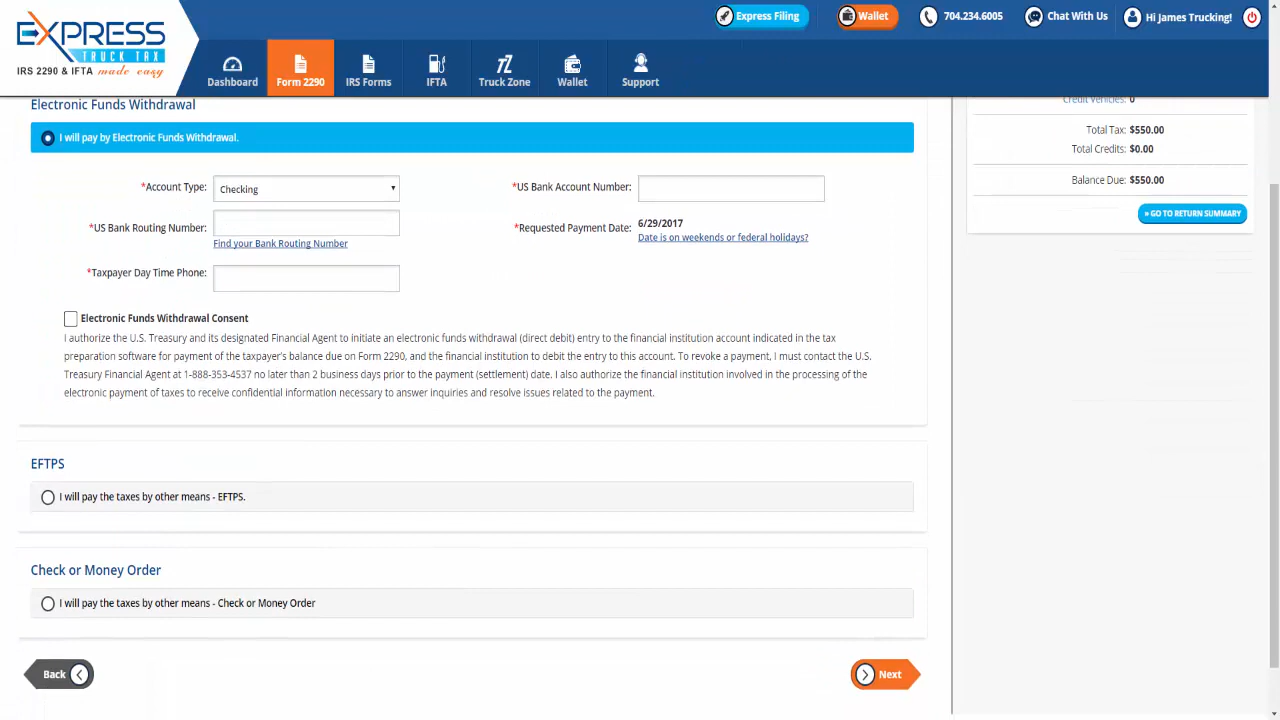 EXPRESS
TRUCK TAX
IRS 2290 & IFTA made easy
Express Filing
Wallet
704.234.6005
Chat With Us
Hi James Trucking!
Dashboard
Form 2290
IRS Forms
IFTA
Truck Zone
Wallet
Support
Electronic Funds Withdrawal
I will pay by Electronic Funds Withdrawal.
*Account Type: Checking
*US Bank Account Number:
*US Bank Routing Number:
Find your Bank Routing Number
*Requested Payment Date: 6/29/2017
Date is on weekends or federal holidays?
*Taxpayer Day Time Phone:
Electronic Funds Withdrawal Consent
I authorize the U.S. Treasury and its designated Financial Agent to initiate an electronic funds withdrawal (direct debit) entry to the financial institution account indicated in the tax
preparation software for payment of the taxpayer's balance due on Form 2290, and the financial institution to debit the entry to this account. To revoke a payment, I must contact the U.S.
Treasury Financial Agent at 1-888-353-4537 no later than 2 business days prior to the payment (settlement) date. I also authorize the financial institution involved in the processing of the
electronic payment of taxes to receive confidential information necessary to answer inquiries and resolve issues related to the payment.
EFTPS
I will pay the taxes by other means - EFTPS.
Check or Money Order
I will pay the taxes by other means - Check or Money Order
Back
Next
Credit Vehicles: 0
Total Tax: $550.00
Total Credits: $0.00
Balance Due: $550.00
» GO TO RETURN SUMMARY